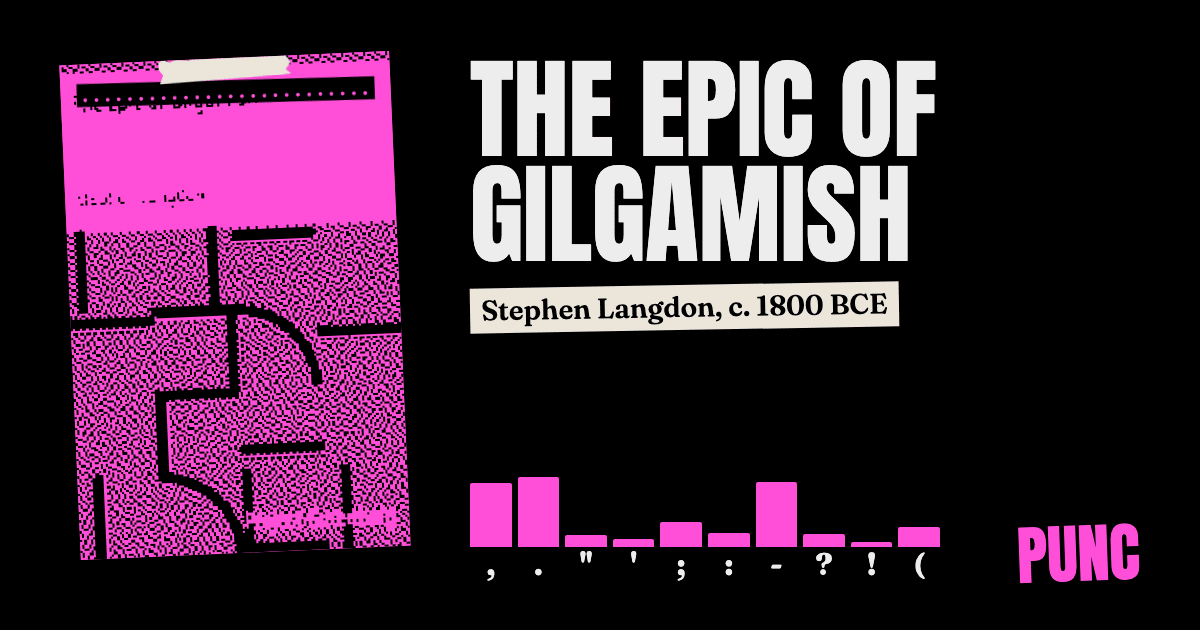 THE EPIC OF
GILGAMISH
Stephen Langdon, c. 1800 BCE
, . " ' ; : - ? ! (
PUNC